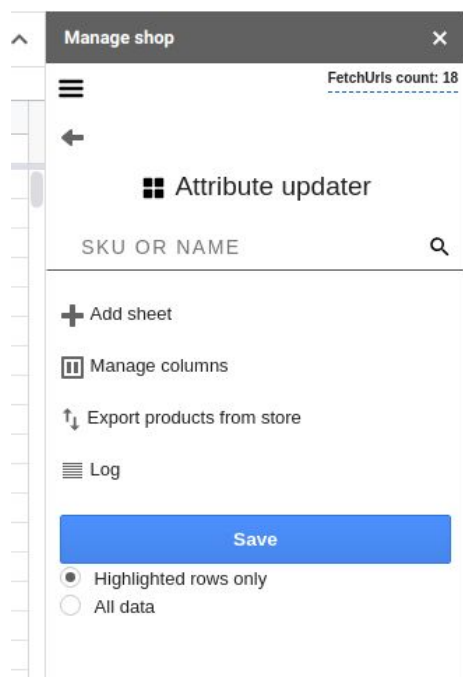 Manage shop
FetchUrls count: 18
Attribute updater
SKU OR NAME
Add sheet
Manage columns
Export products from store
Log
Save
Highlighted rows only
All data